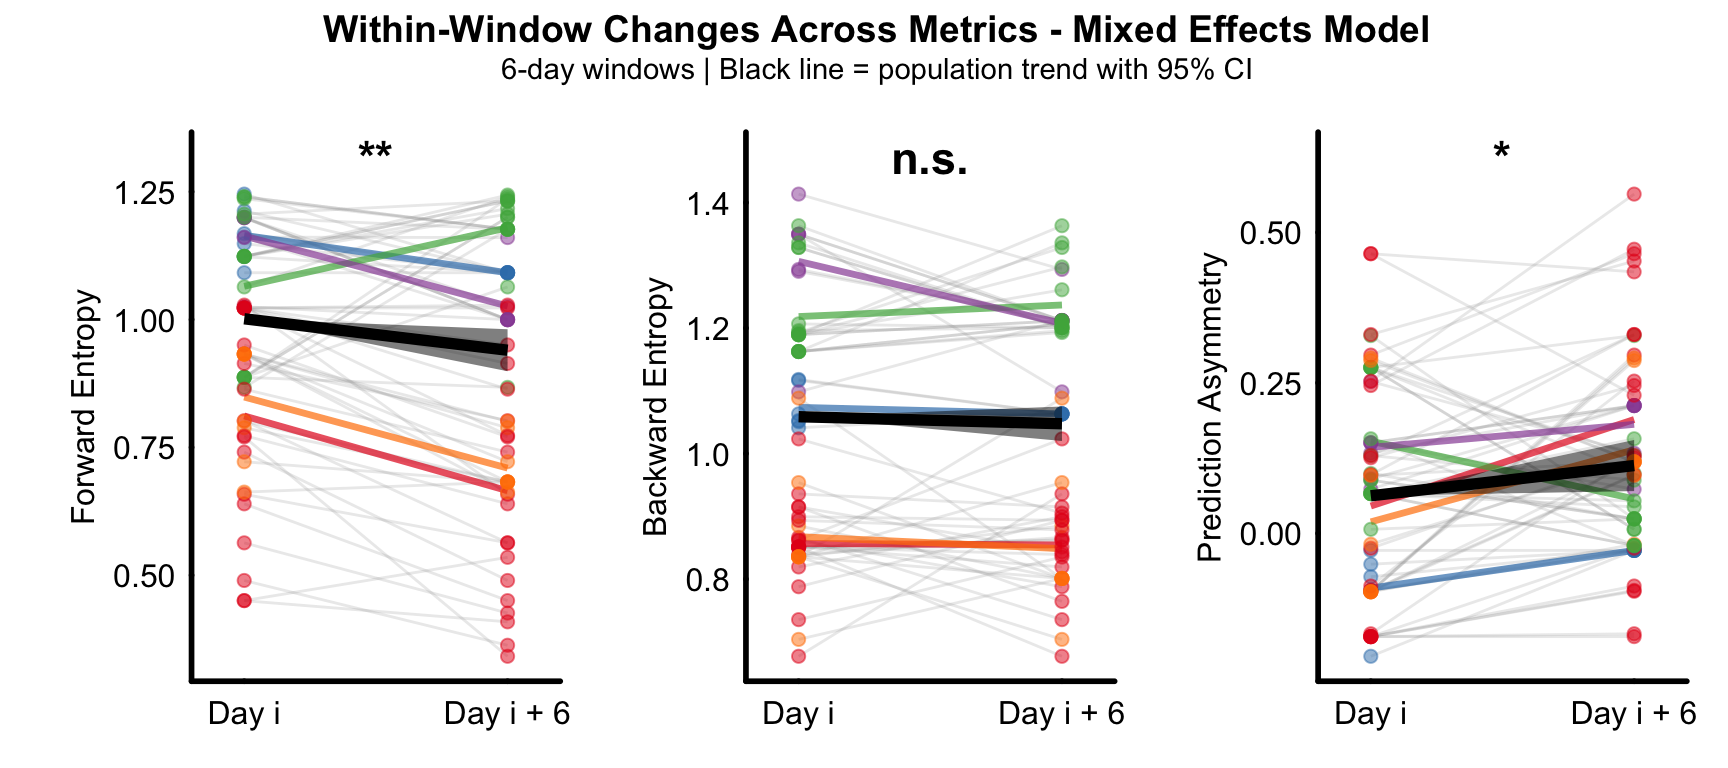 Within-Window Changes Across Metrics - Mixed Effects Model
6-day windows | Black line = population trend with 95% CI
**
Forward Entropy
1.25
1.00
0.75
0.50
Day i
Day i + 6
n.s.
Backward Entropy
1.4
1.2
1.0
0.8
Day i
Day i + 6
*
Prediction Asymmetry
0.50
0.25
0.00
Day i
Day i + 6